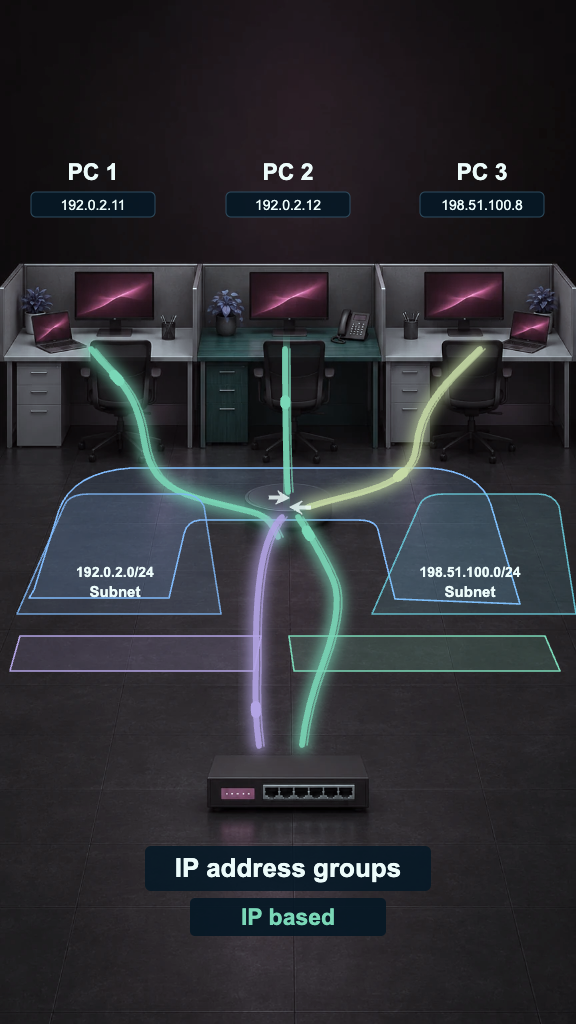 PC 1
PC 2
PC 3
192.0.2.11
192.0.2.12
198.51.100.8
192.0.2.0/24
Subnet
198.51.100.0/24
Subnet
IP address groups
IP based